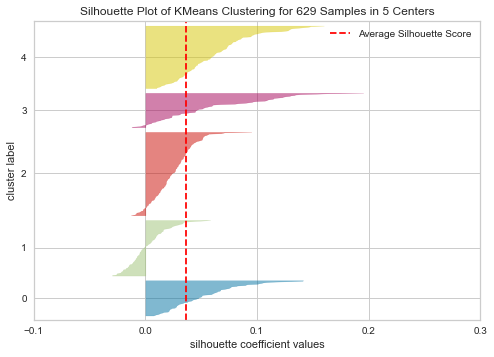 Silhouette Plot of KMeans Clustering for 629 Samples in 5 Centers
Average Silhouette Score
cluster label
4
3
2
1
0
-0.1 0.0 0.1 0.2 0.3
silhouette coefficient values